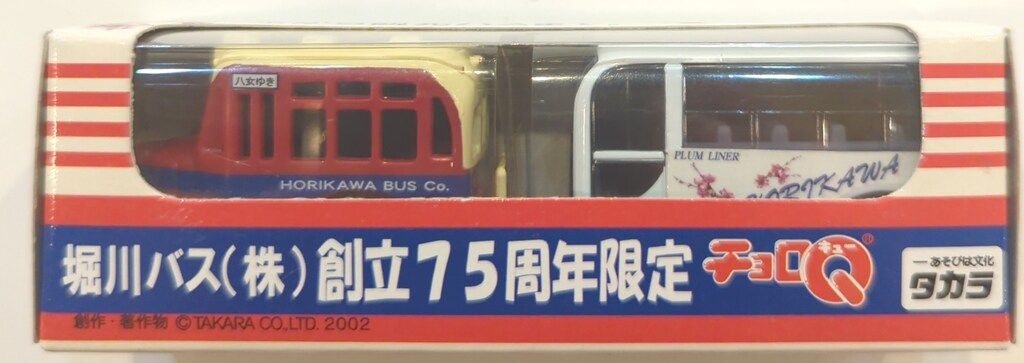 八女ゆき
HORIKAWA BUS Co.
PLUM LINER
HORIKAWA
堀川バス(株)創立75周年限定
チョロQ
キュー
®
ーあそびは文化
タカラ
創作・著作物 ©TAKARA CO.,LTD. 2002